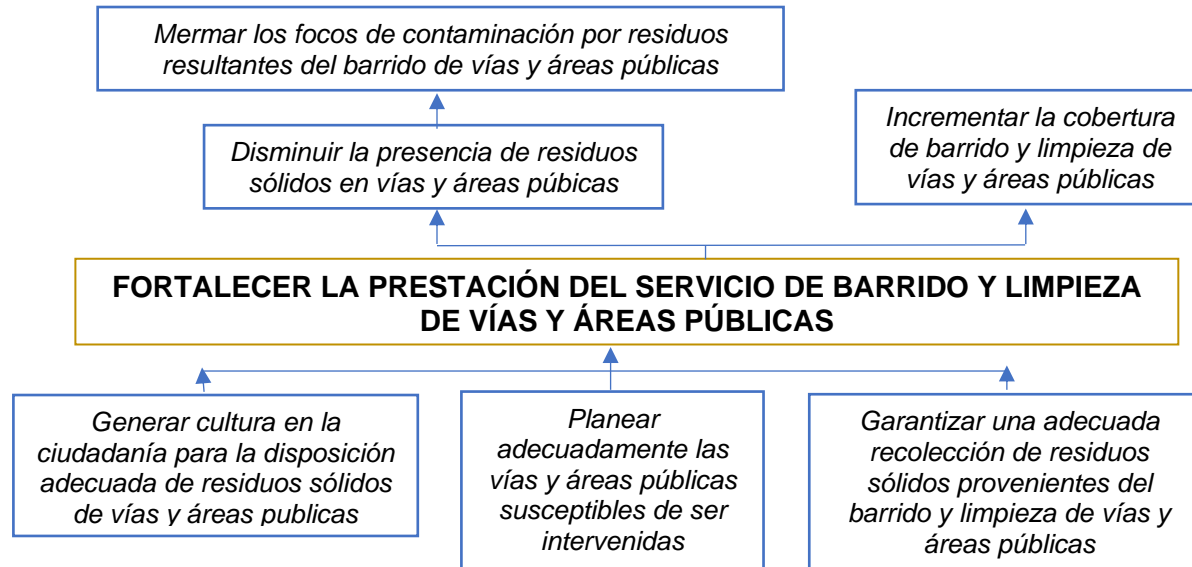 Mermar los focos de contaminación por residuos
resultantes del barrido de vías y áreas públicas
Disminuir la presencia de residuos
sólidos en vías y áreas púbicas
Incrementar la cobertura
de barrido y limpieza de
vías y áreas públicas
FORTALECER LA PRESTACIÓN DEL SERVICIO DE BARRIDO Y LIMPIEZA
DE VÍAS Y ÁREAS PÚBLICAS
Generar cultura en la
ciudadanía para la disposición
adecuada de residuos sólidos
de vías y áreas publicas
Planear
adecuadamente las
vías y áreas públicas
susceptibles de ser
intervenidas
Garantizar una adecuada
recolección de residuos
sólidos provenientes del
barrido y limpieza de vías y
áreas públicas